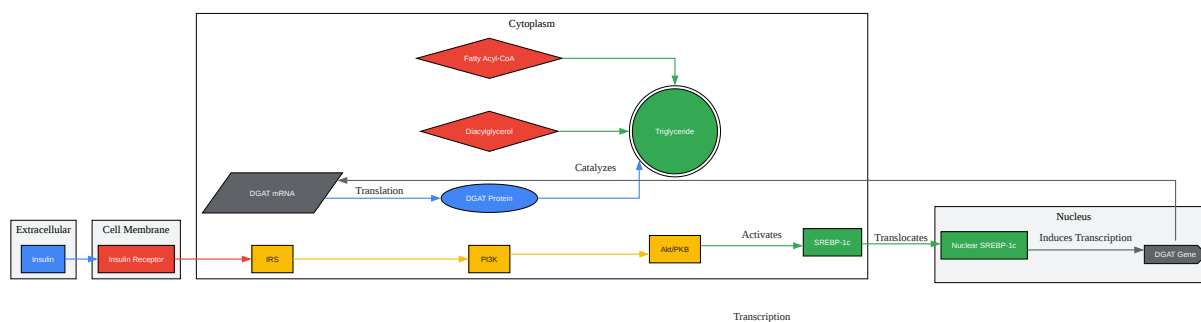 Cytoplasm
Fatty Acyl-CoA
Diacylglycerol
Triglyceride
Catalyzes
DGAT mRNA
Translation
DGAT Protein
Extracellular
Insulin
Cell Membrane
Insulin Receptor
IRS
PI3K
Akt/PKB
Activates
SREBP-1c
Translocates
Nucleus
Nuclear SREBP-1c
Induces Transcription
DGAT Gene
Transcription